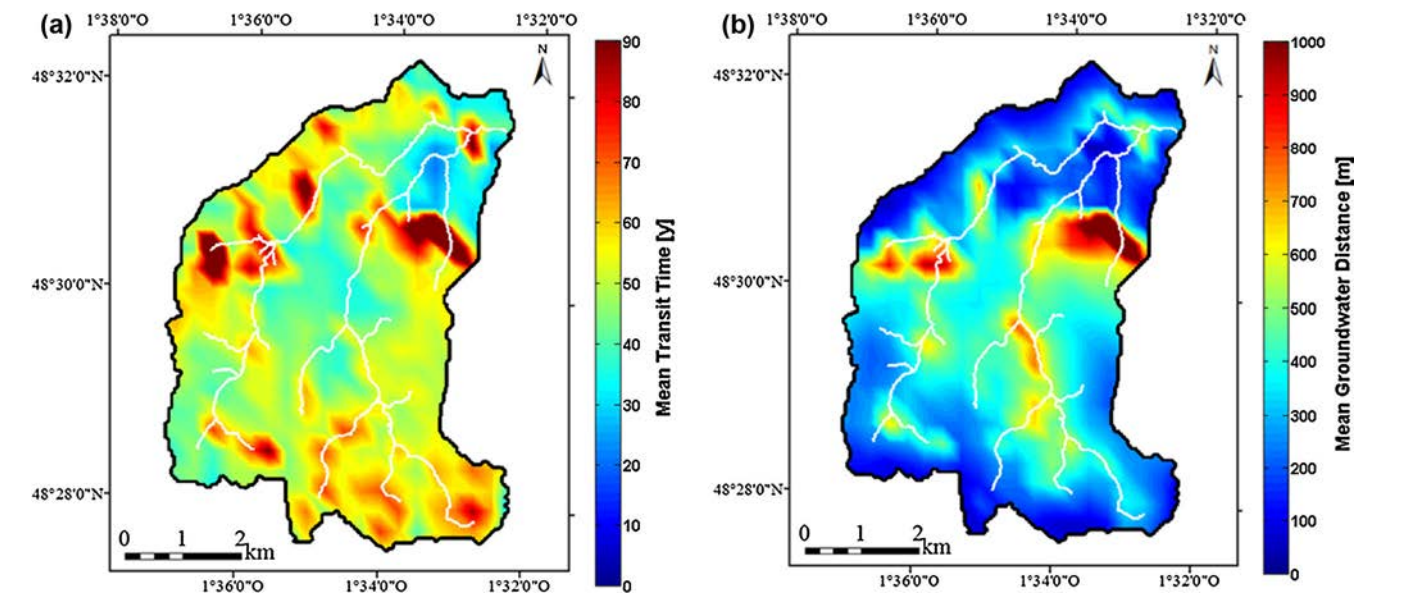 (a)
1°38'0"O 1°36'0"O 1°34'0"O 1°32'0"O
N
48°32'0"N
48°30'0"N
48°28'0"N
0 1 2
km
1°36'0"O 1°34'0"O 1°32'0"O
90
80
70
60
50
40
30
20
10
0
Mean Transit Time [y]
(b)
1°38'0"O 1°36'0"O 1°34'0"O 1°32'0"O
N
48°32'0"N
48°30'0"N
48°28'0"N
0 1 2
km
1°36'0"O 1°34'0"O 1°32'0"O
1000
900
800
700
600
500
400
300
200
100
0
Mean Groundwater Distance [m]